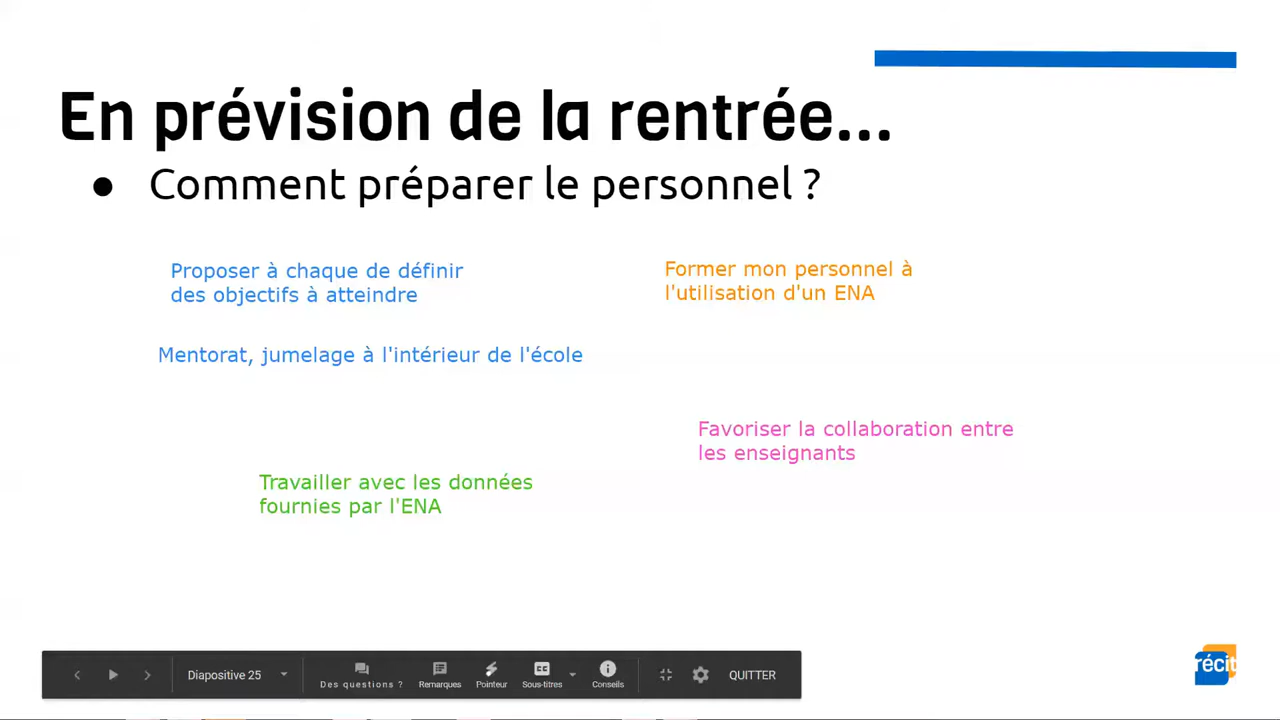 En prévision de la rentrée...
● Comment préparer le personnel ?
Proposer à chaque de définir
des objectifs à atteindre
Former mon personnel à
l'utilisation d'un ENA
Mentorat, jumelage à l'intérieur de l'école
Favoriser la collaboration entre
les enseignants
Travailler avec les données
fournies par l'ENA
Diapositive 25
Des questions ?
Remarques
Pointeur
CC
Sous-titres
Conseils
QUITTER
récit